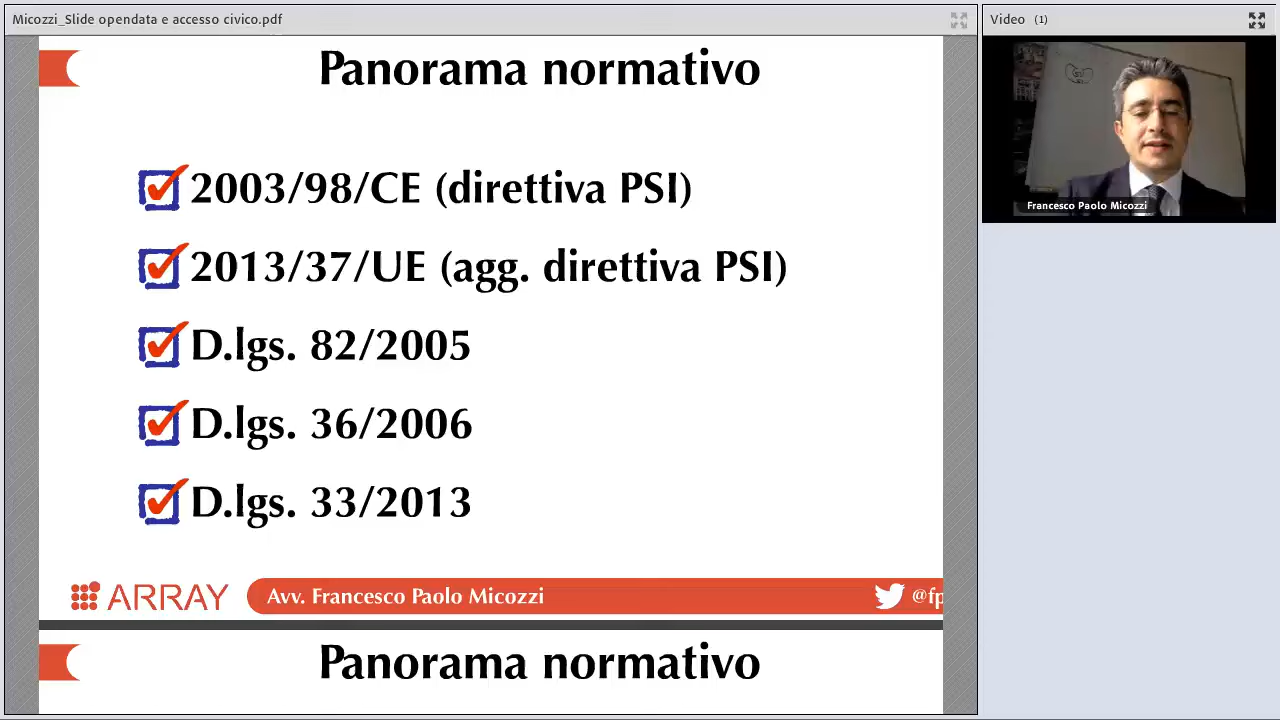 Micozzi_Slide opendata e accesso civico.pdf
Video (1)
Panorama normativo
2003/98/CE (direttiva PSI)
2013/37/UE (agg. direttiva PSI)
D.lgs. 82/2005
D.lgs. 36/2006
D.lgs. 33/2013
ARRAY
Avv. Francesco Paolo Micozzi
@fp
Panorama normativo
Francesco Paolo Micozzi